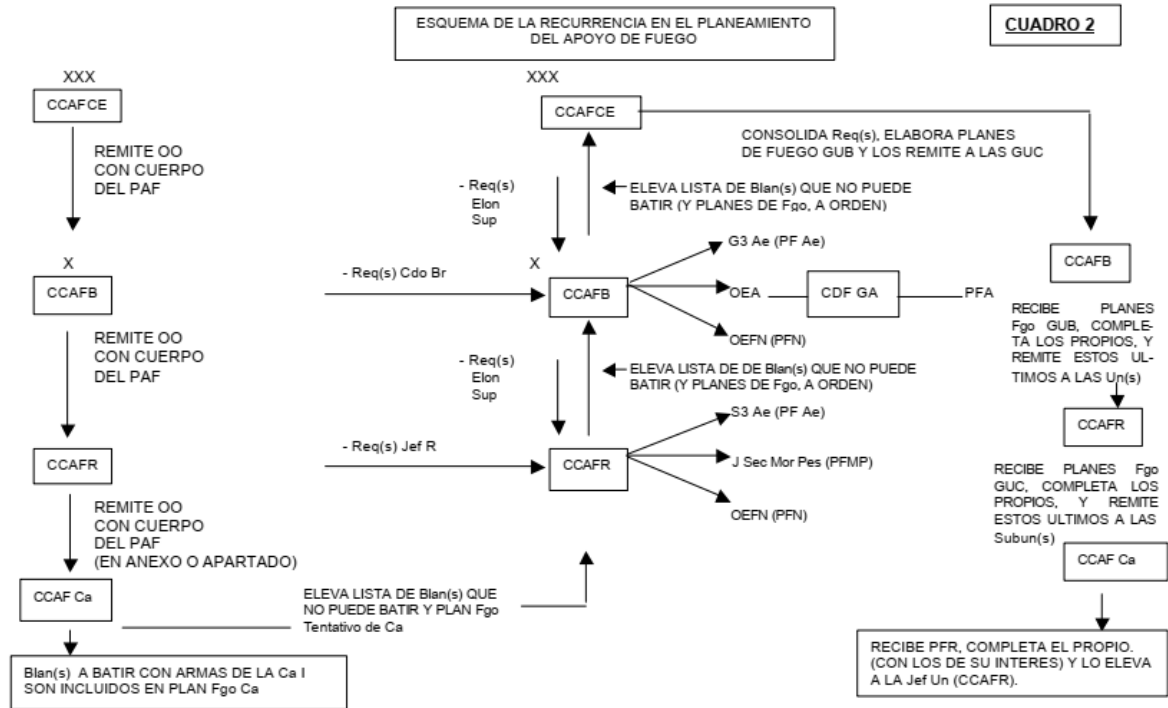 ESQUEMA DE LA RECURRENCIA EN EL PLANEAMIENTO
DEL APOYO DE FUEGO
CUADRO 2
XXX
CCAFCE
REMITE OO
CON CUERPO
DEL PAF
X
CCAFB
REMITE OO
CON CUERPO
DEL PAF
CCAFR
REMITE OO
CON CUERPO
DEL PAF
(EN ANEXO O APARTADO)
CCAF Ca
Blan(s) A BATIR CON ARMAS DE LA Ca I
SON INCLUIDOS EN PLAN Fgo Ca
XXX
CCAFCE
- Req(s)
Elon
Sup
ELEVA LISTA DE Blan(s) QUE NO PUEDE
BATIR (Y PLANES DE Fgo, A ORDEN)
- Req(s) Cdo Br
X
CCAFB
G3 Ae (PF Ae)
OEA
CDF GA
PFA
OEFN (PFN)
- Req(s)
Elon
Sup
ELEVA LISTA DE DE Blan(s) QUE NO PUEDE
BATIR (Y PLANES DE Fgo, A ORDEN)
- Req(s) Jef R
CCAFR
S3 Ae (PF Ae)
J Sec Mor Pes (PFMP)
OEFN (PFN)
ELEVA LISTA DE Blan(s) QUE
NO PUEDE BATIR Y PLAN Fgo
Tentativo de Ca
CONSOLIDA Req(s), ELABORA PLANES
DE FUEGO GUB Y LOS REMITE A LAS GUC
CCAFB
RECIBE PLANES
Fgo GUB, COMPLE-
TA LOS PROPIOS, Y
REMITE ESTOS UL-
TIMOS A LAS Un(s)
CCAFR
RECIBE PLANES Fgo
GUC, COMPLETA LOS
PROPIOS, Y REMITE
ESTOS ULTIMOS A LAS
Subun(s)
CCAF Ca
RECIBE PFR, COMPLETA EL PROPIO.
(CON LOS DE SU INTERES) Y LO ELEVA
A LA Jef Un (CCAFR).